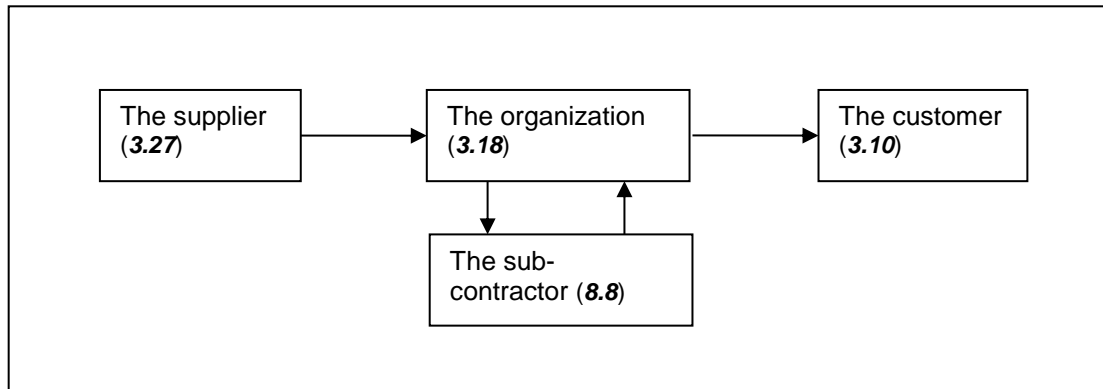 The supplier
(3.27)
The organization
(3.18)
The customer
(3.10)
The sub-
contractor (8.8)